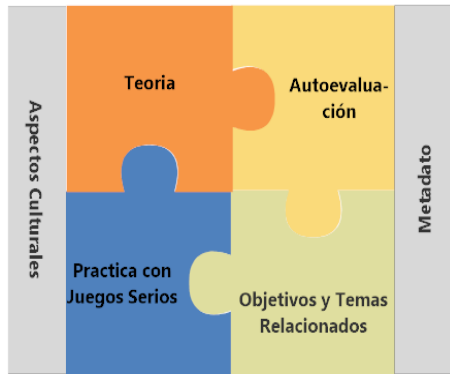 Aspectos Culturales
Teoria
Autoevalua-
ción
Practica con
Juegos Serios
Objetivos y Temas
Relacionados
Metadato